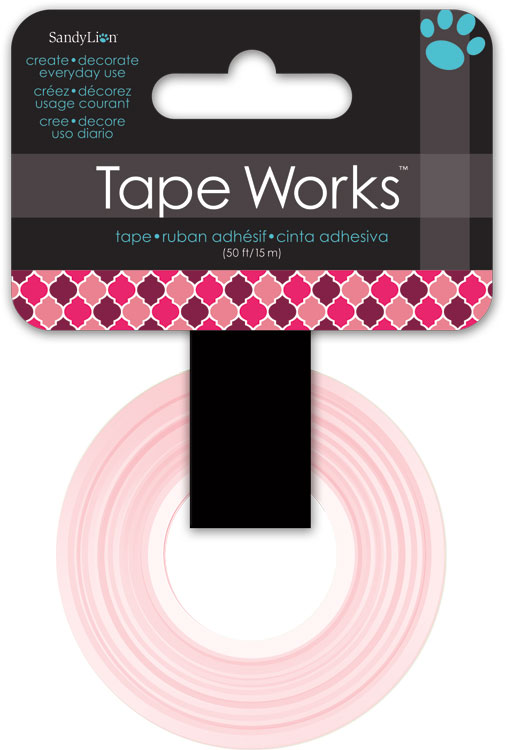 SandyLion™
create•decorate
everyday use
créez•décorez
usage courant
cree•decore
uso diario
Tape Works™
tape•ruban adhésif•cinta adhesiva
(50 ft/15 m)